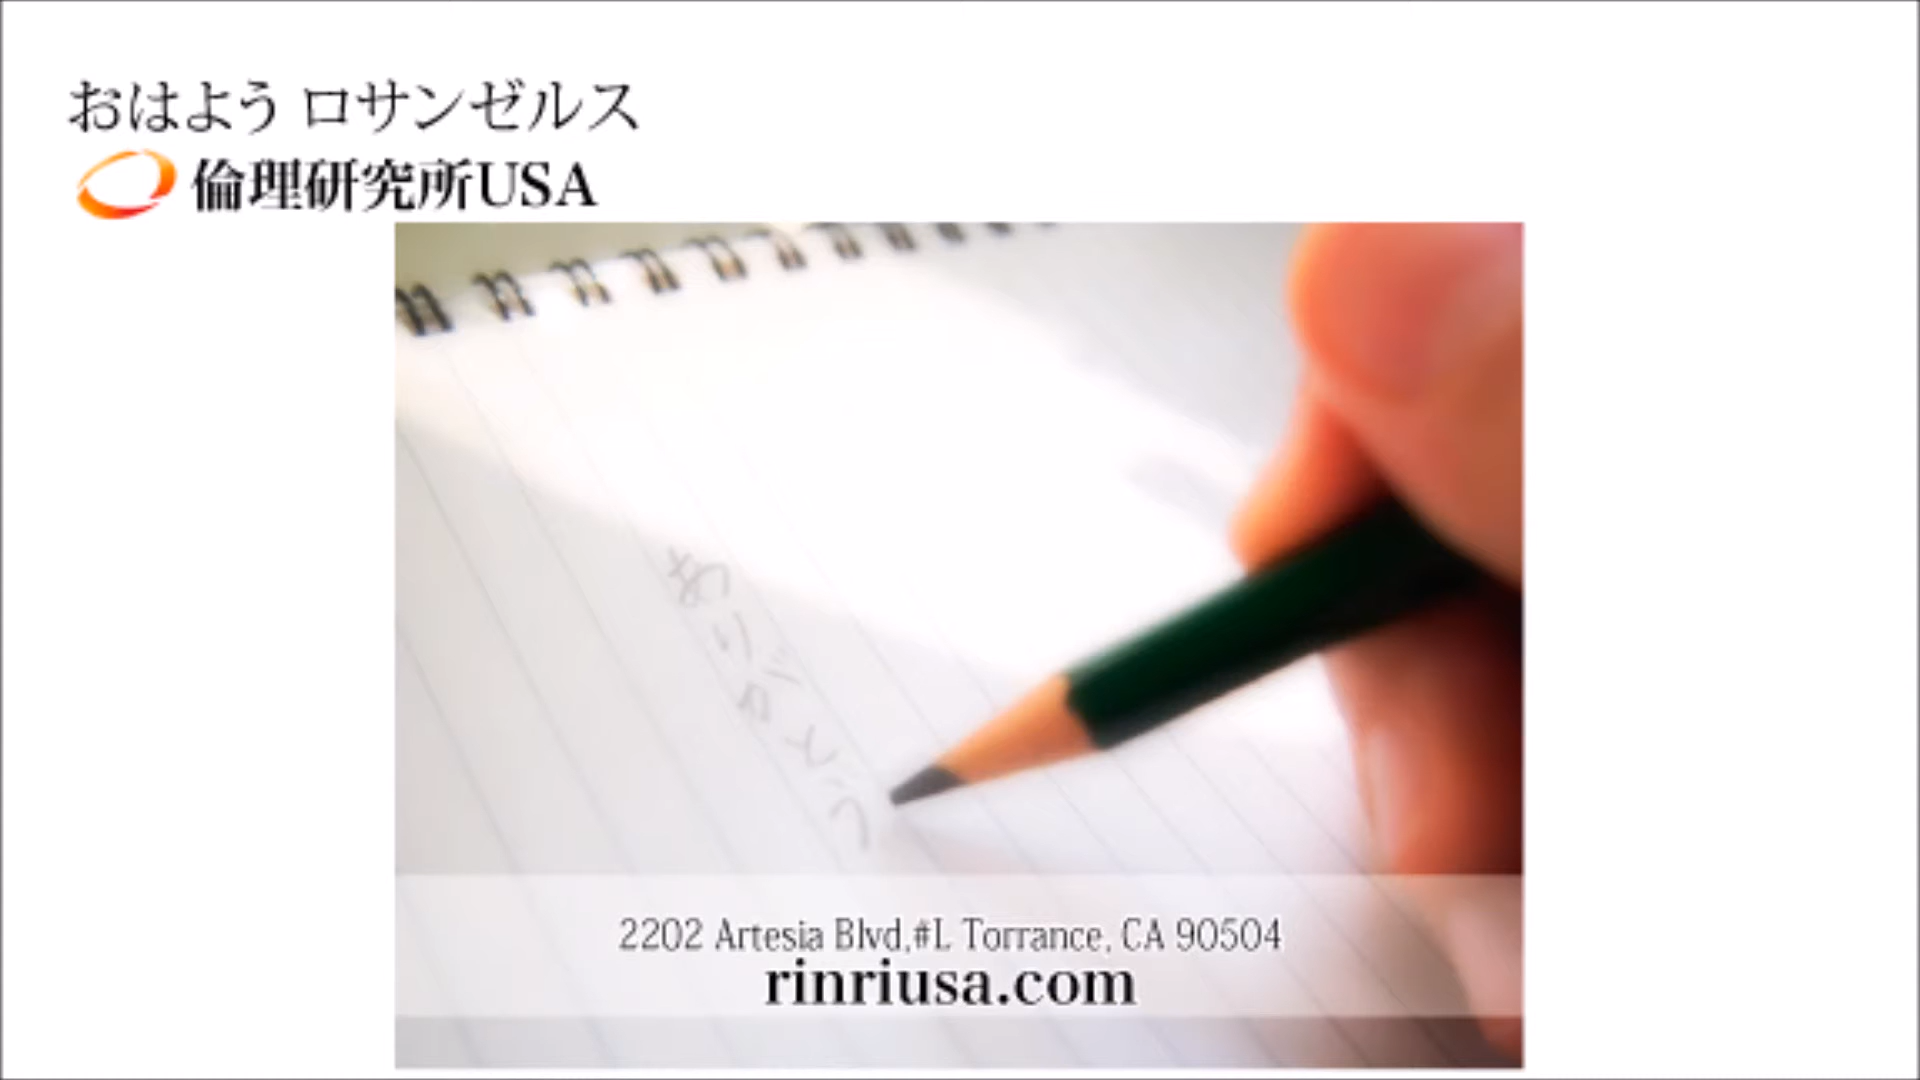 おはよう ロサンゼルス
倫理研究所USA
ありがとう
2202 Artesia Blvd,#L Torrance, CA 90504
rinriusa.com